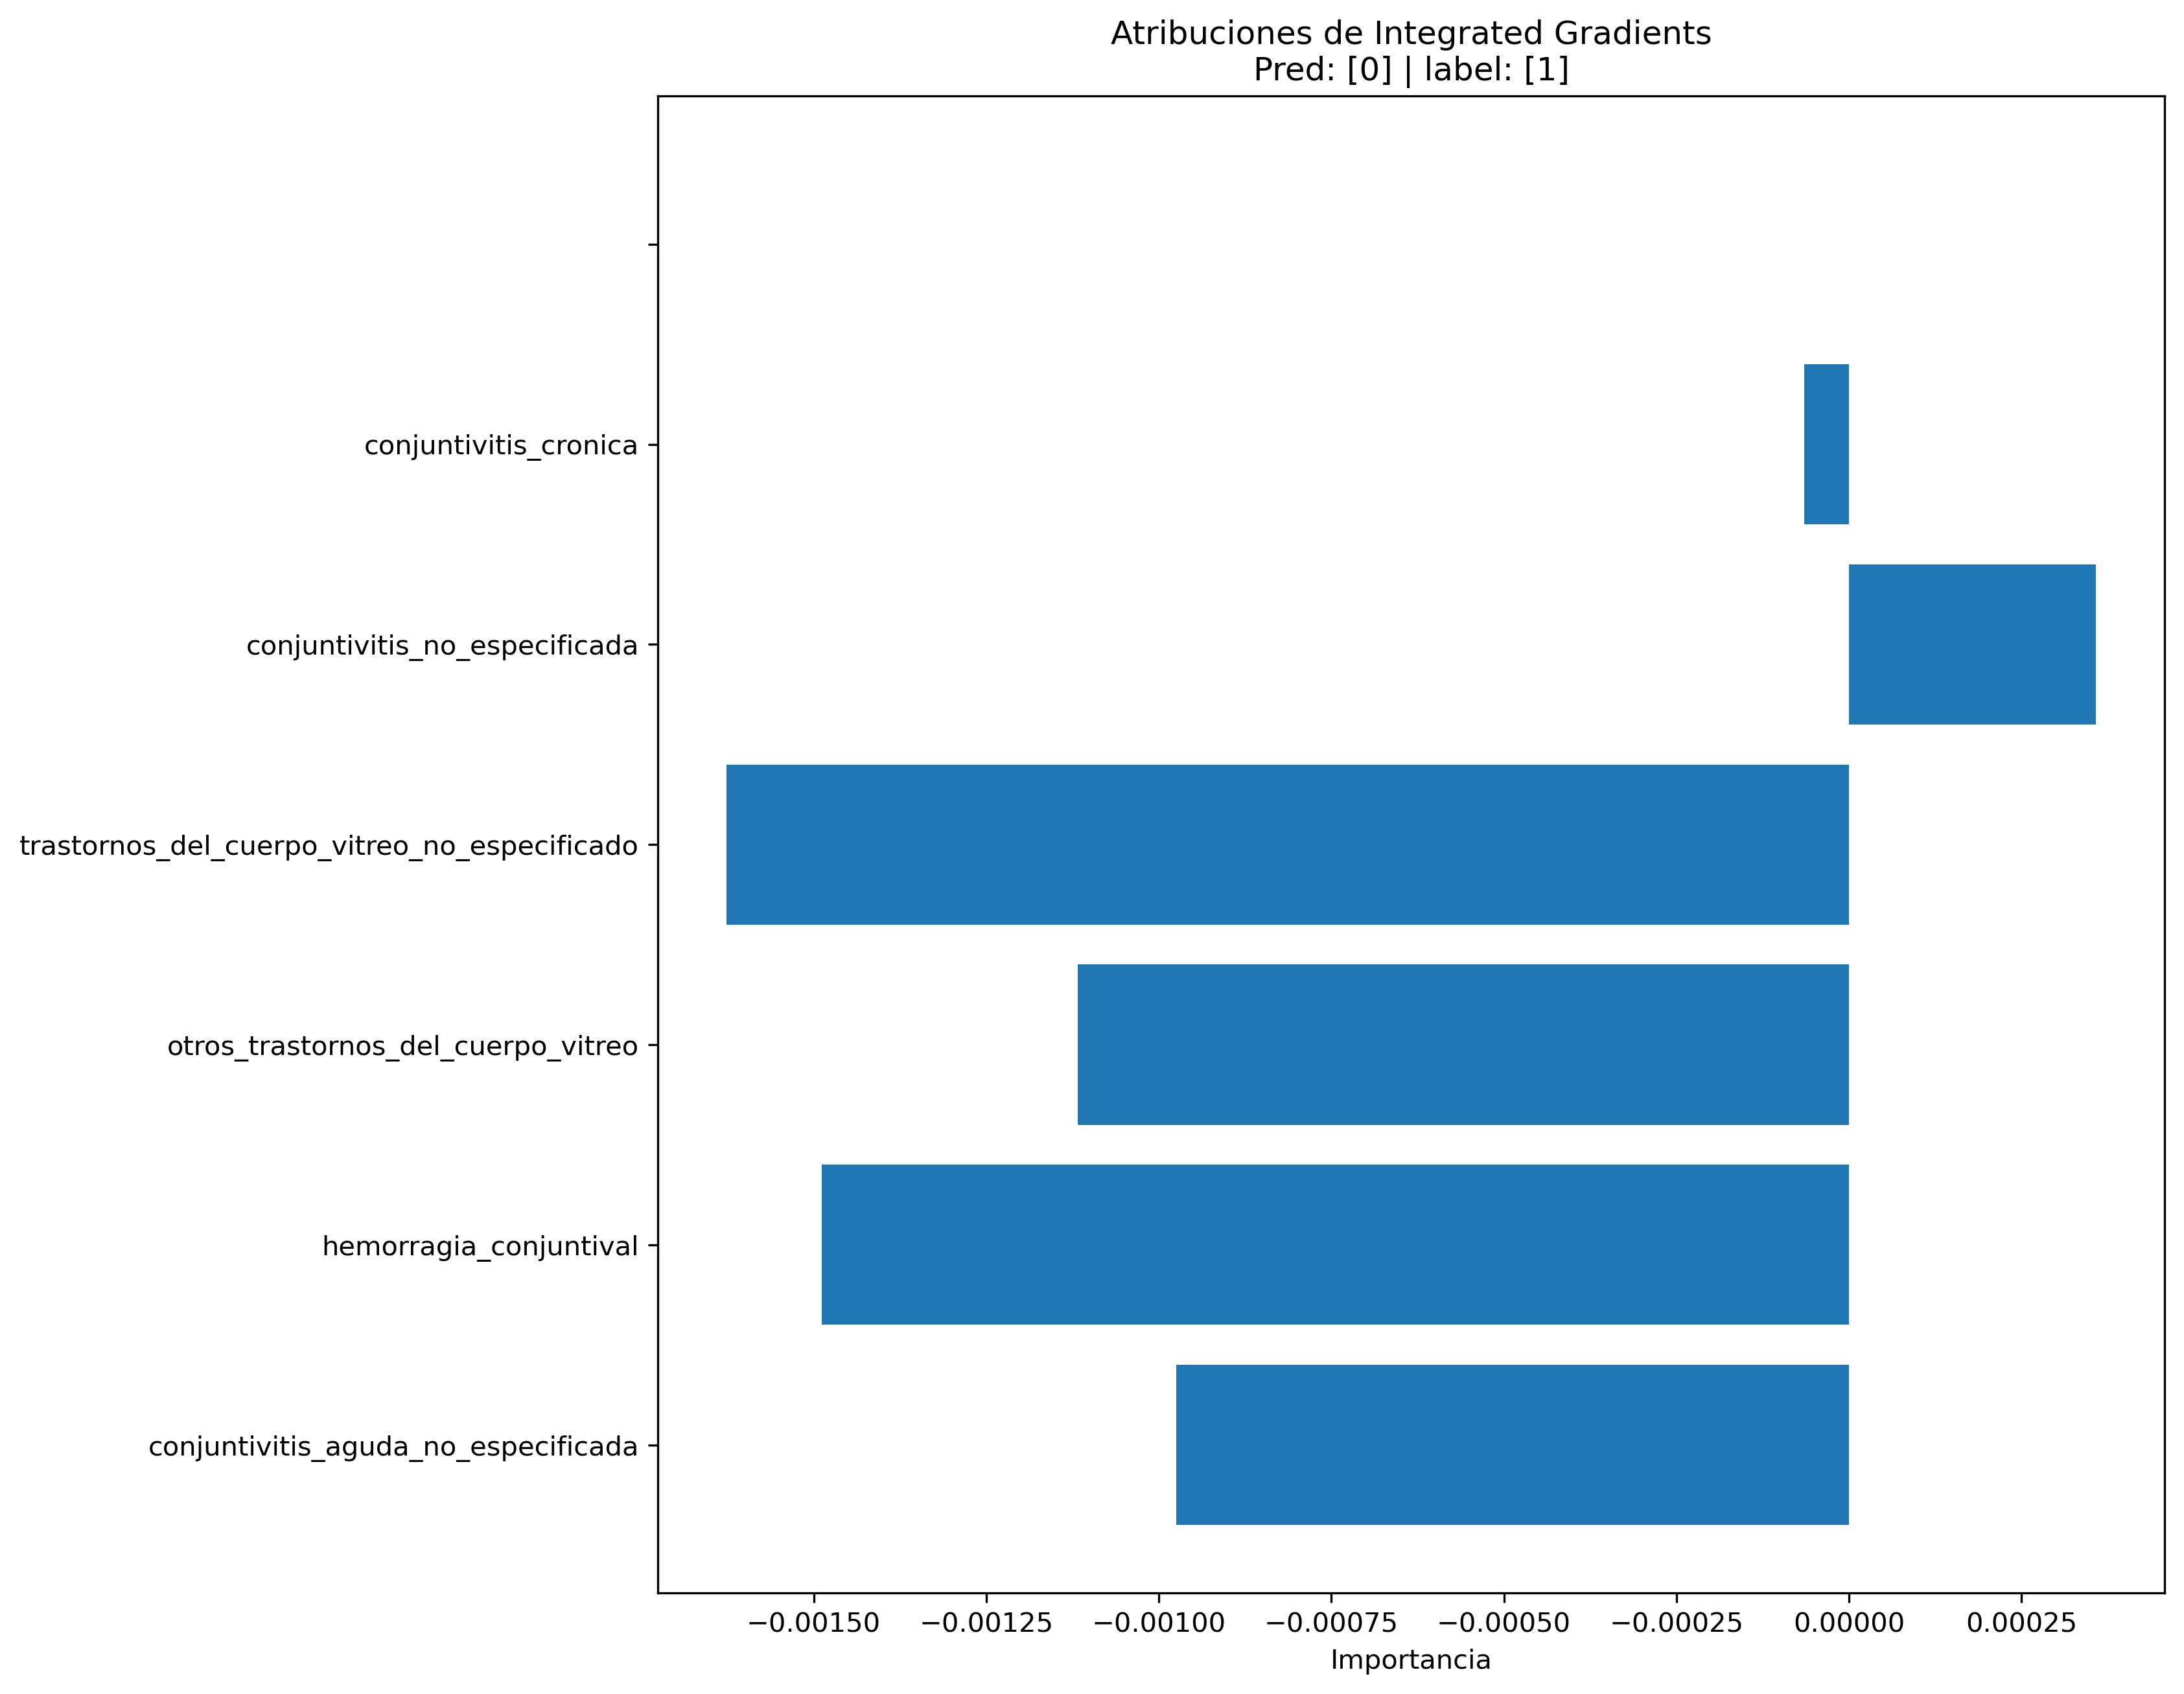 Atribuciones de Integrated Gradients
Pred: [0] | label: [1]
conjuntivitis_cronica
conjuntivitis_no_especificada
trastornos_del_cuerpo_vitreo_no_especificado
otros_trastornos_del_cuerpo_vitreo
hemorragia_conjuntival
conjuntivitis_aguda_no_especificada
−0.00150 −0.00125 −0.00100 −0.00075 −0.00050 −0.00025 0.00000 0.00025
Importancia